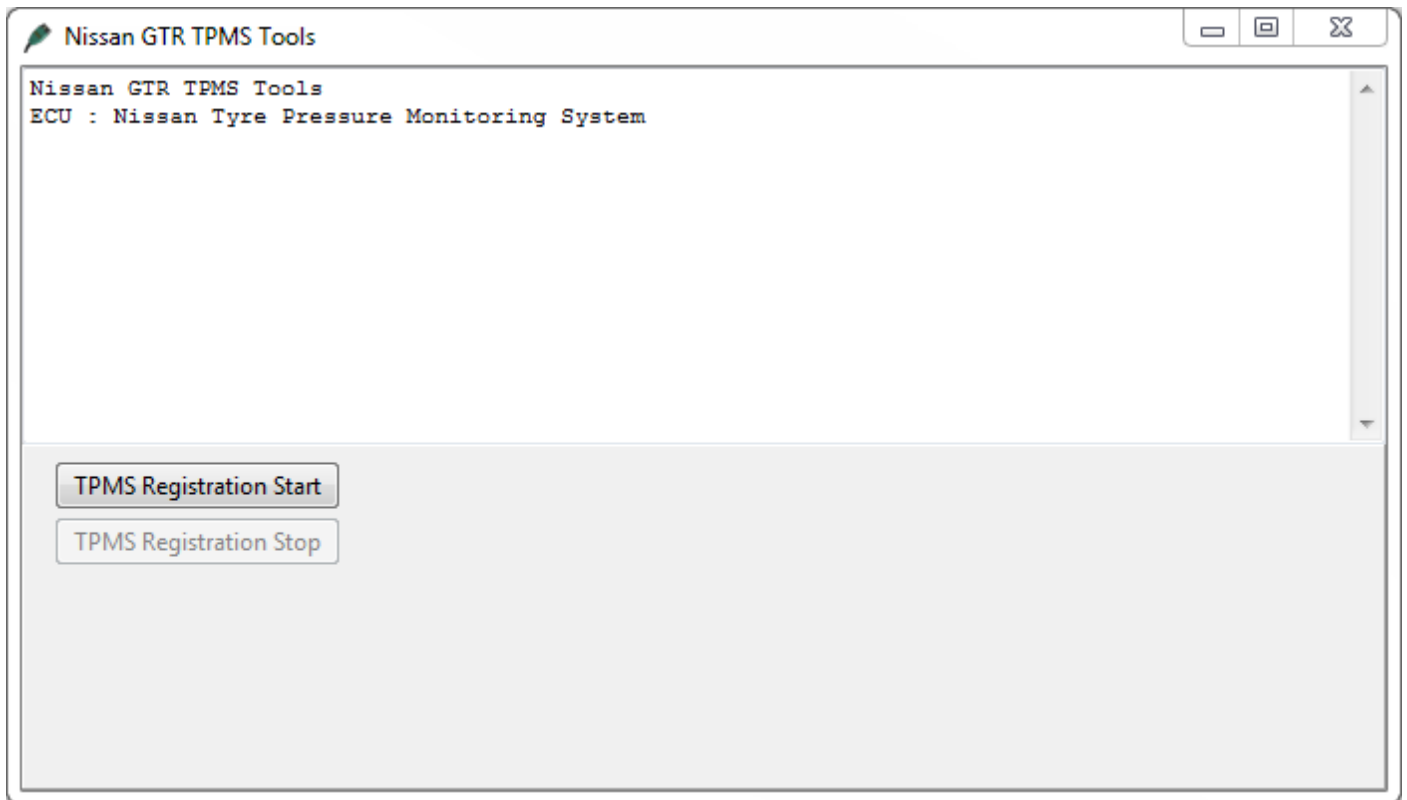 Nissan GTR TPMS Tools
Nissan GTR TPMS Tools
ECU : Nissan Tyre Pressure Monitoring System
TPMS Registration Start
TPMS Registration Stop